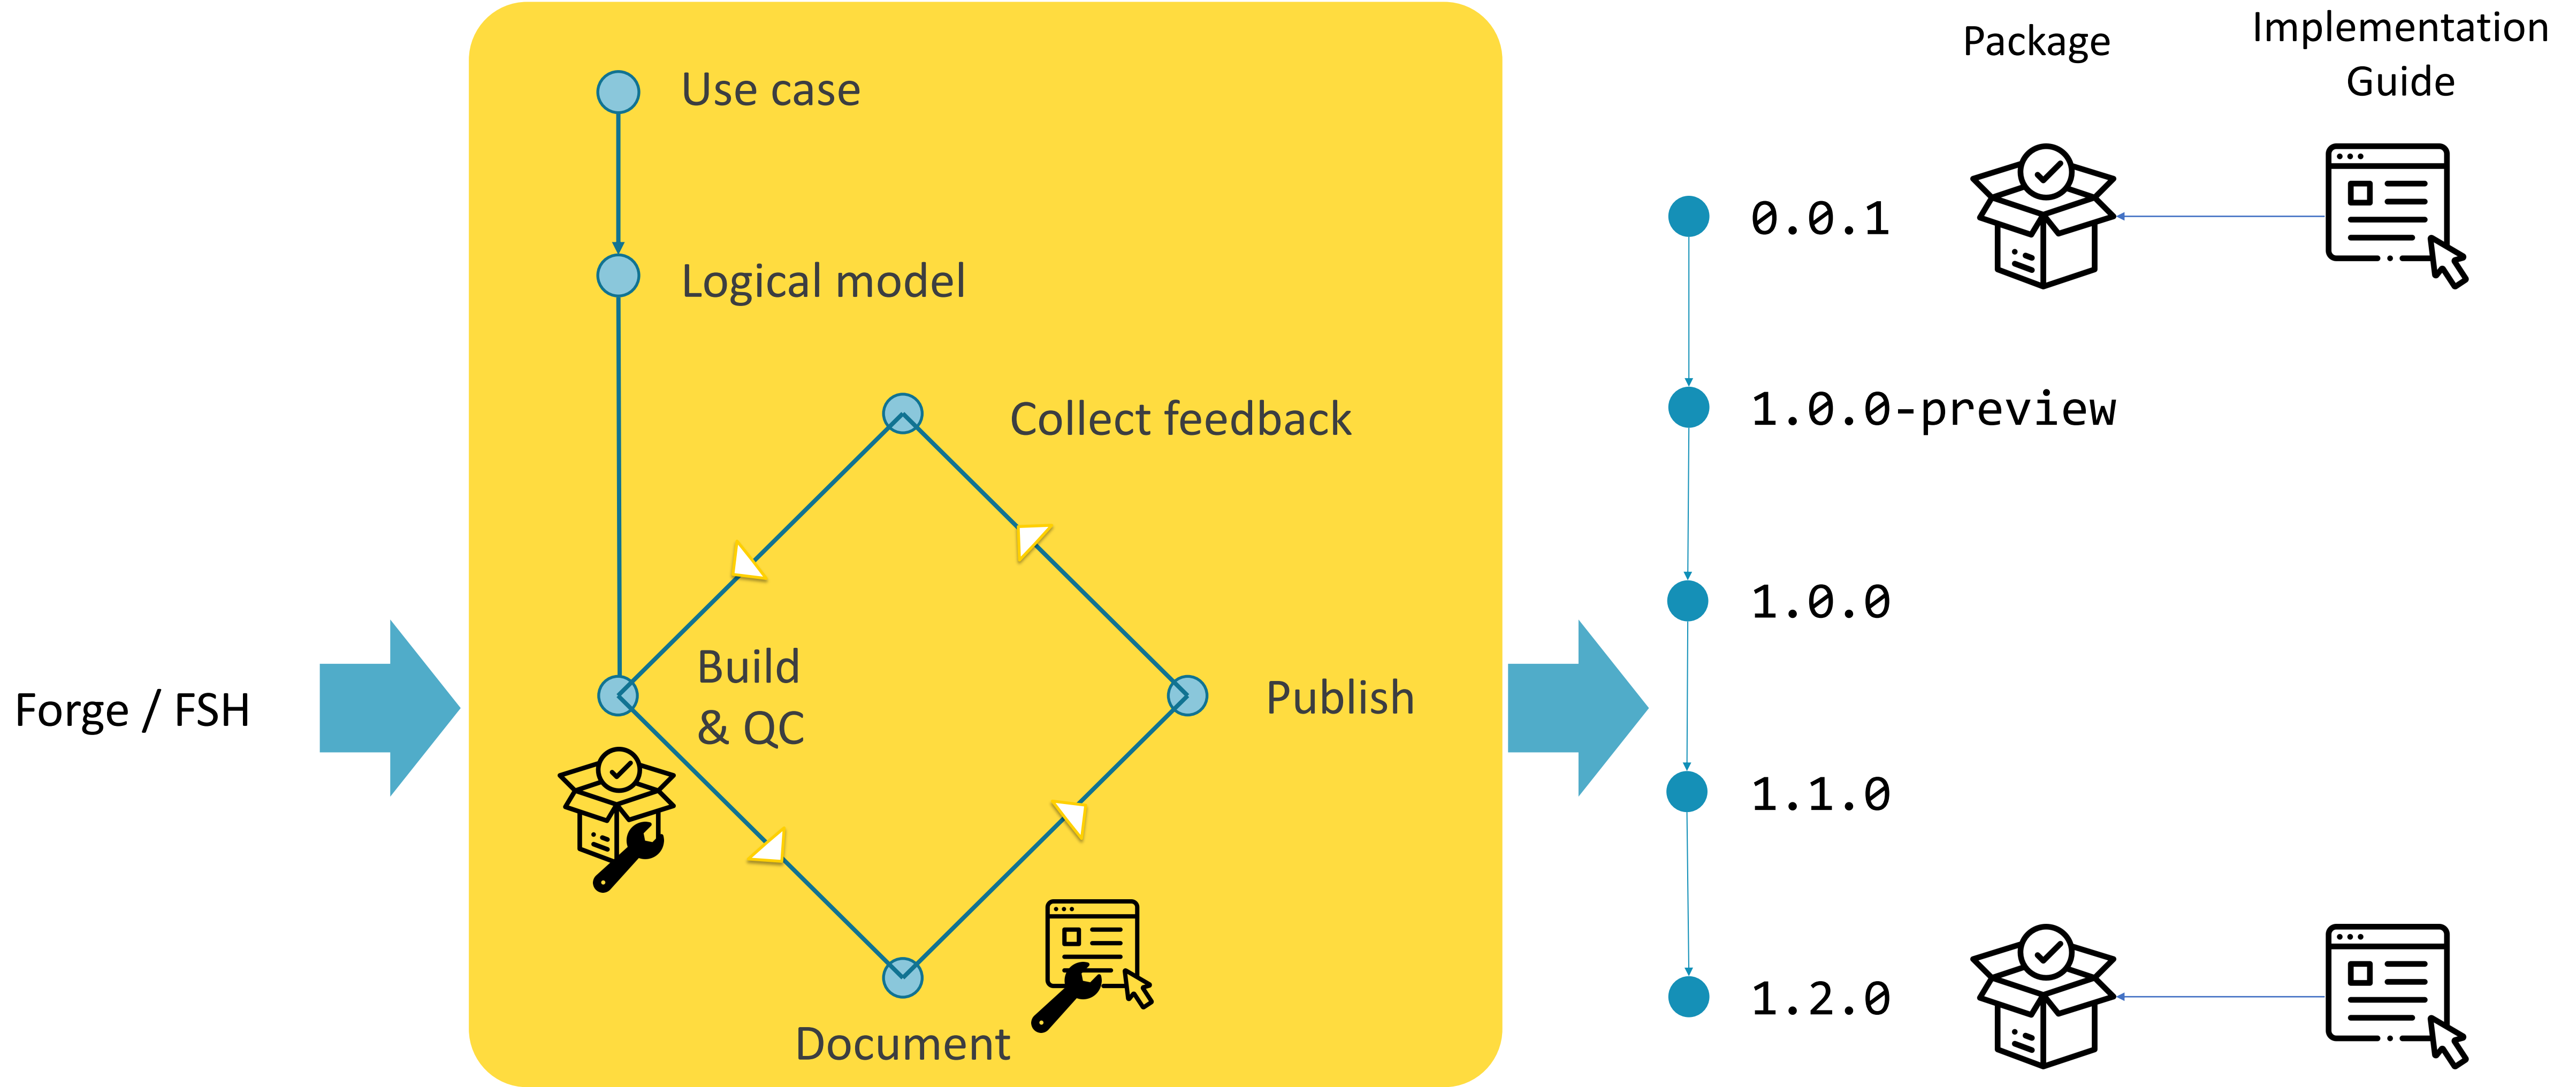 Forge / FSH
Use case
Logical model
Collect feedback
Build
& QC
Publish
Document
Package
Implementation
Guide
0.0.1
1.0.0-preview
1.0.0
1.1.0
1.2.0